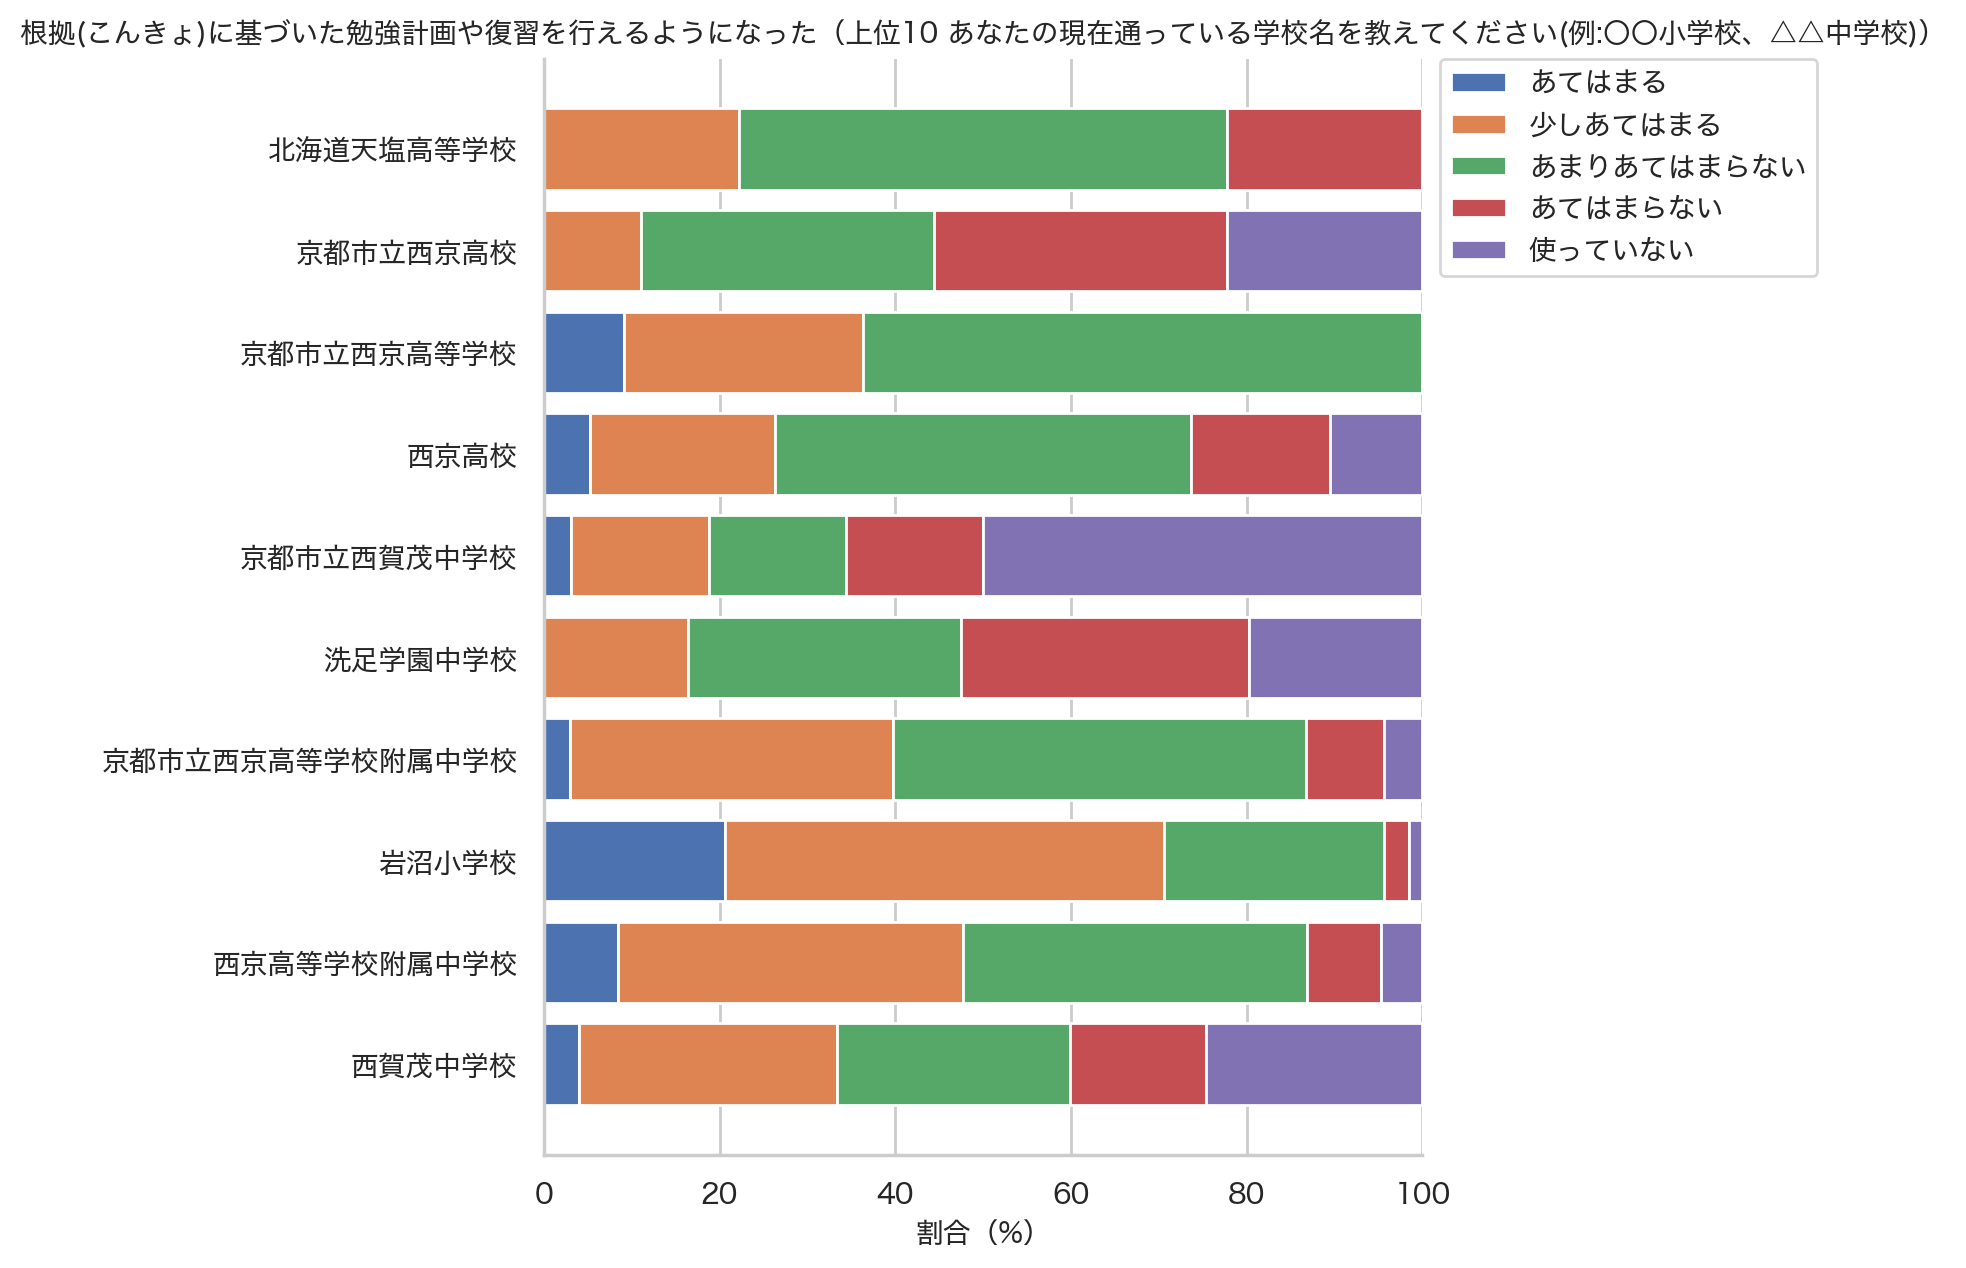 根拠(こんきょ)に基づいた勉強計画や復習を行えるようになった（上位10 あなたの現在通っている学校名を教えてください(例:〇〇小学校、△△中学校)）
あてはまる
少しあてはまる
あまりあてはまらない
あてはまらない
使っていない
北海道天塩高等学校
京都市立西京高校
京都市立西京高等学校
西京高校
京都市立西賀茂中学校
洗足学園中学校
京都市立西京高等学校附属中学校
岩沼小学校
西京高等学校附属中学校
西賀茂中学校
0 20 40 60 80 100
割合（%）